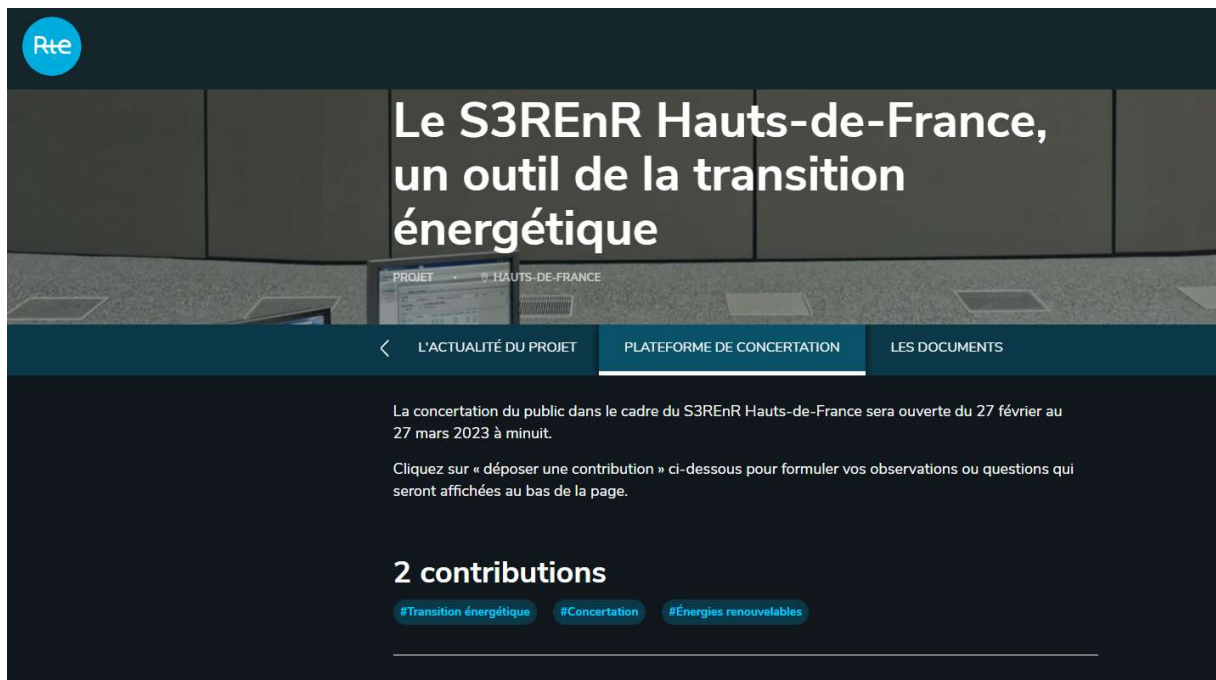 Rte
Le S3REnR Hauts-de-France,
un outil de la transition
énergétique
PROJET · HAUTS-DE-FRANCE
L'ACTUALITÉ DU PROJET PLATEFORME DE CONCERTATION LES DOCUMENTS
La concertation du public dans le cadre du S3REnR Hauts-de-France sera ouverte du 27 février au
27 mars 2023 à minuit.
Cliquez sur « déposer une contribution » ci-dessous pour formuler vos observations ou questions qui
seront affichées au bas de la page.
2 contributions
#Transition énergétique #Concertation #Énergies renouvelables